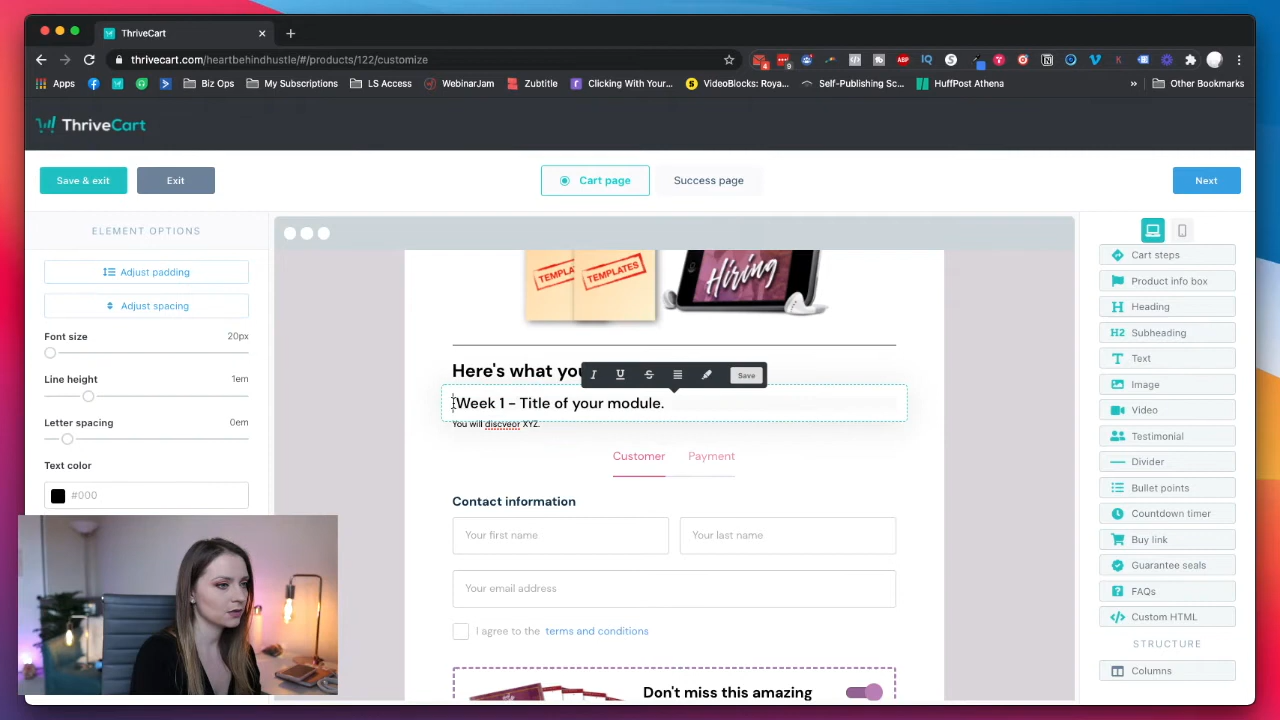 ThriveCart
thrivecart.com/heartbehindhustle/#/products/122/customize
4
9
ABP
IQ
S
Apps
Biz Ops
My Subscriptions
LS Access
WebinarJam
Zubtitle
Clicking With Your...
VideoBlocks: Roya...
Self-Publishing Sc...
HuffPost Athena
»
Other Bookmarks
ThriveCart
Save & exit
Exit
Cart page
Success page
Next
ELEMENT OPTIONS
Adjust padding
Adjust spacing
Font size
20px
Line height
1em
Letter spacing
0em
Text color
#000
TEMPLATES
Hiring
Here's what you
I U S Save
Week 1 - Title of your module.
You will discveor XYZ.
Customer
Payment
Contact information
Your first name
Your last name
Your email address
I agree to the terms and conditions
Don't miss this amazing
Cart steps
Product info box
H Heading
H2 Subheading
T Text
Image
Video
Testimonial
Divider
Bullet points
Countdown timer
Buy link
Guarantee seals
FAQs
</> Custom HTML
STRUCTURE
Columns